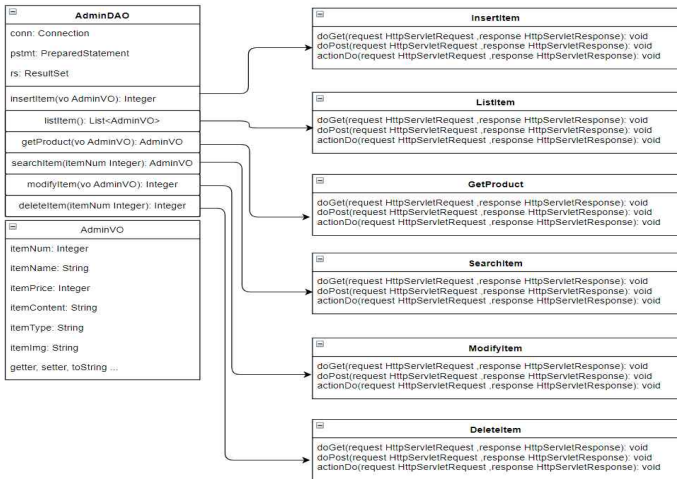 AdminDAO
conn: Connection
pstmt: PreparedStatement
rs: ResultSet
insertItem(vo AdminVO): Integer
listItem(): List<AdminVO>
getProduct(vo AdminVO): AdminVO
searchItem(itemNum Integer): AdminVO
modifyItem(vo AdminVO): Integer
deleteItem(itemNum Integer): Integer
AdminVO
itemNum: Integer
itemName: String
itemPrice: Integer
itemContent: String
itemType: String
itemImg: String
getter, setter, toString ...
InsertItem
doGet(request HttpServletRequest ,response HttpServletResponse): void
doPost(request HttpServletRequest ,response HttpServletResponse): void
actionDo(request HttpServletRequest ,response HttpServletResponse): void
ListItem
doGet(request HttpServletRequest ,response HttpServletResponse): void
doPost(request HttpServletRequest ,response HttpServletResponse): void
actionDo(request HttpServletRequest ,response HttpServletResponse): void
GetProduct
doGet(request HttpServletRequest ,response HttpServletResponse): void
doPost(request HttpServletRequest ,response HttpServletResponse): void
actionDo(request HttpServletRequest ,response HttpServletResponse): void
SearchItem
doGet(request HttpServletRequest ,response HttpServletResponse): void
doPost(request HttpServletRequest ,response HttpServletResponse): void
actionDo(request HttpServletRequest ,response HttpServletResponse): void
ModifyItem
doGet(request HttpServletRequest ,response HttpServletResponse): void
doPost(request HttpServletRequest ,response HttpServletResponse): void
actionDo(request HttpServletRequest ,response HttpServletResponse): void
DeleteItem
doGet(request HttpServletRequest ,response HttpServletResponse): void
doPost(request HttpServletRequest ,response HttpServletResponse): void
actionDo(request HttpServletRequest ,response HttpServletResponse): void